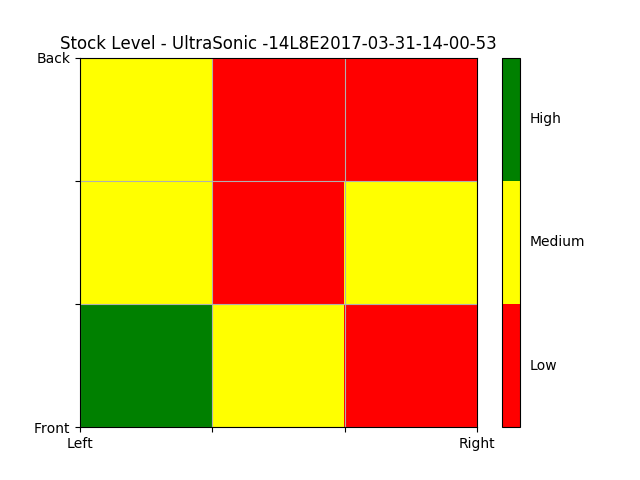 Stock Level - UltraSonic -14L8E2017-03-31-14-00-53
Back
High
Medium
Low
Front
Left
Right